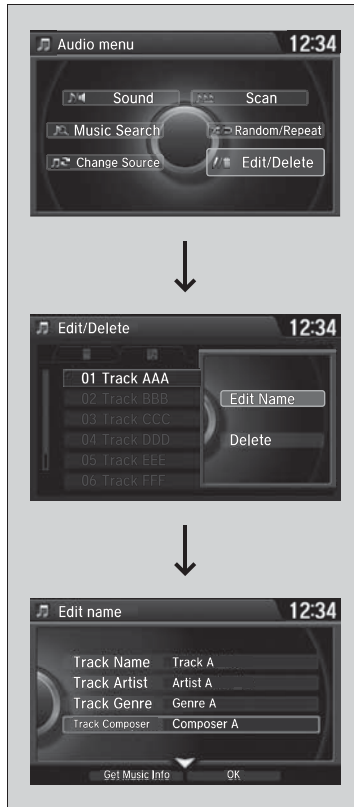 Audio menu 12:34
Sound Scan
Music Search Random/Repeat
Change Source Edit/Delete
Edit/Delete 12:34
01 Track AAA
02 Track BBB Edit Name
03 Track CCC
04 Track DDD Delete
05 Track EEE
06 Track FFF
Edit name 12:34
Track Name Track A
Track Artist Artist A
Track Genre Genre A
Track Composer Composer A
Get Music Info OK